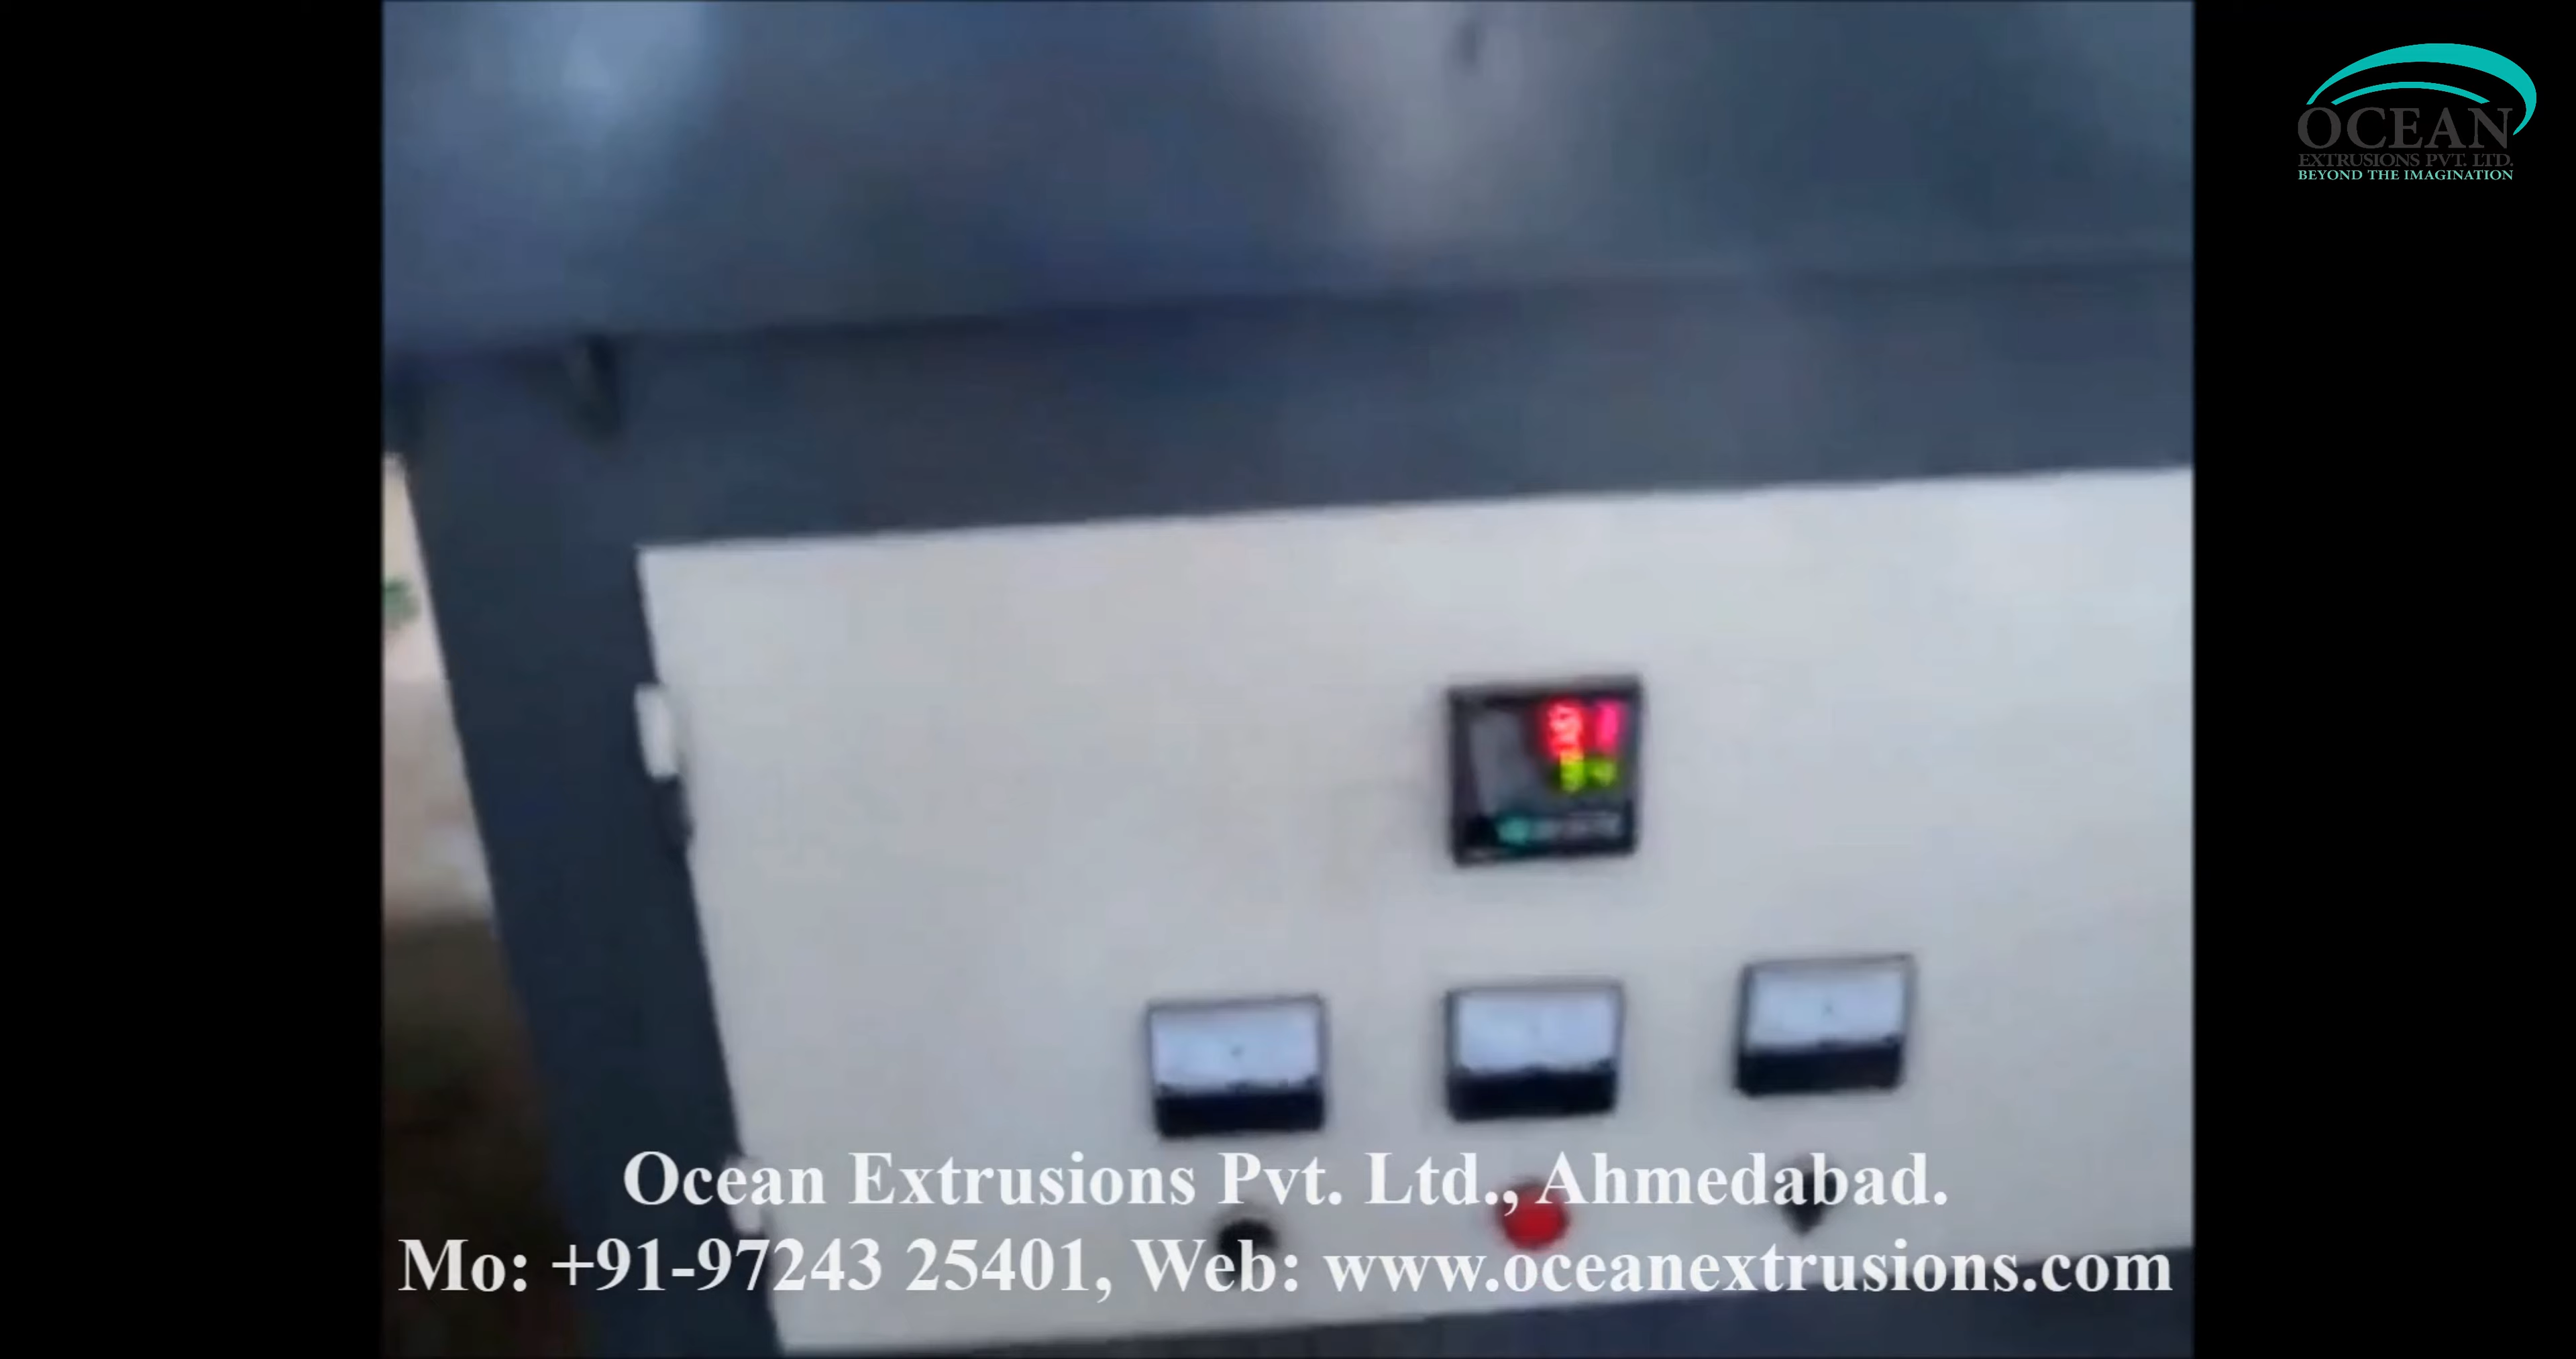 OCEAN
EXTRUSIONS PVT. LTD.
BEYOND THE IMAGINATION
Ocean Extrusions Pvt. Ltd., Ahmedabad.
Mo: +91-97243 25401, Web: www.oceanextrusions.com